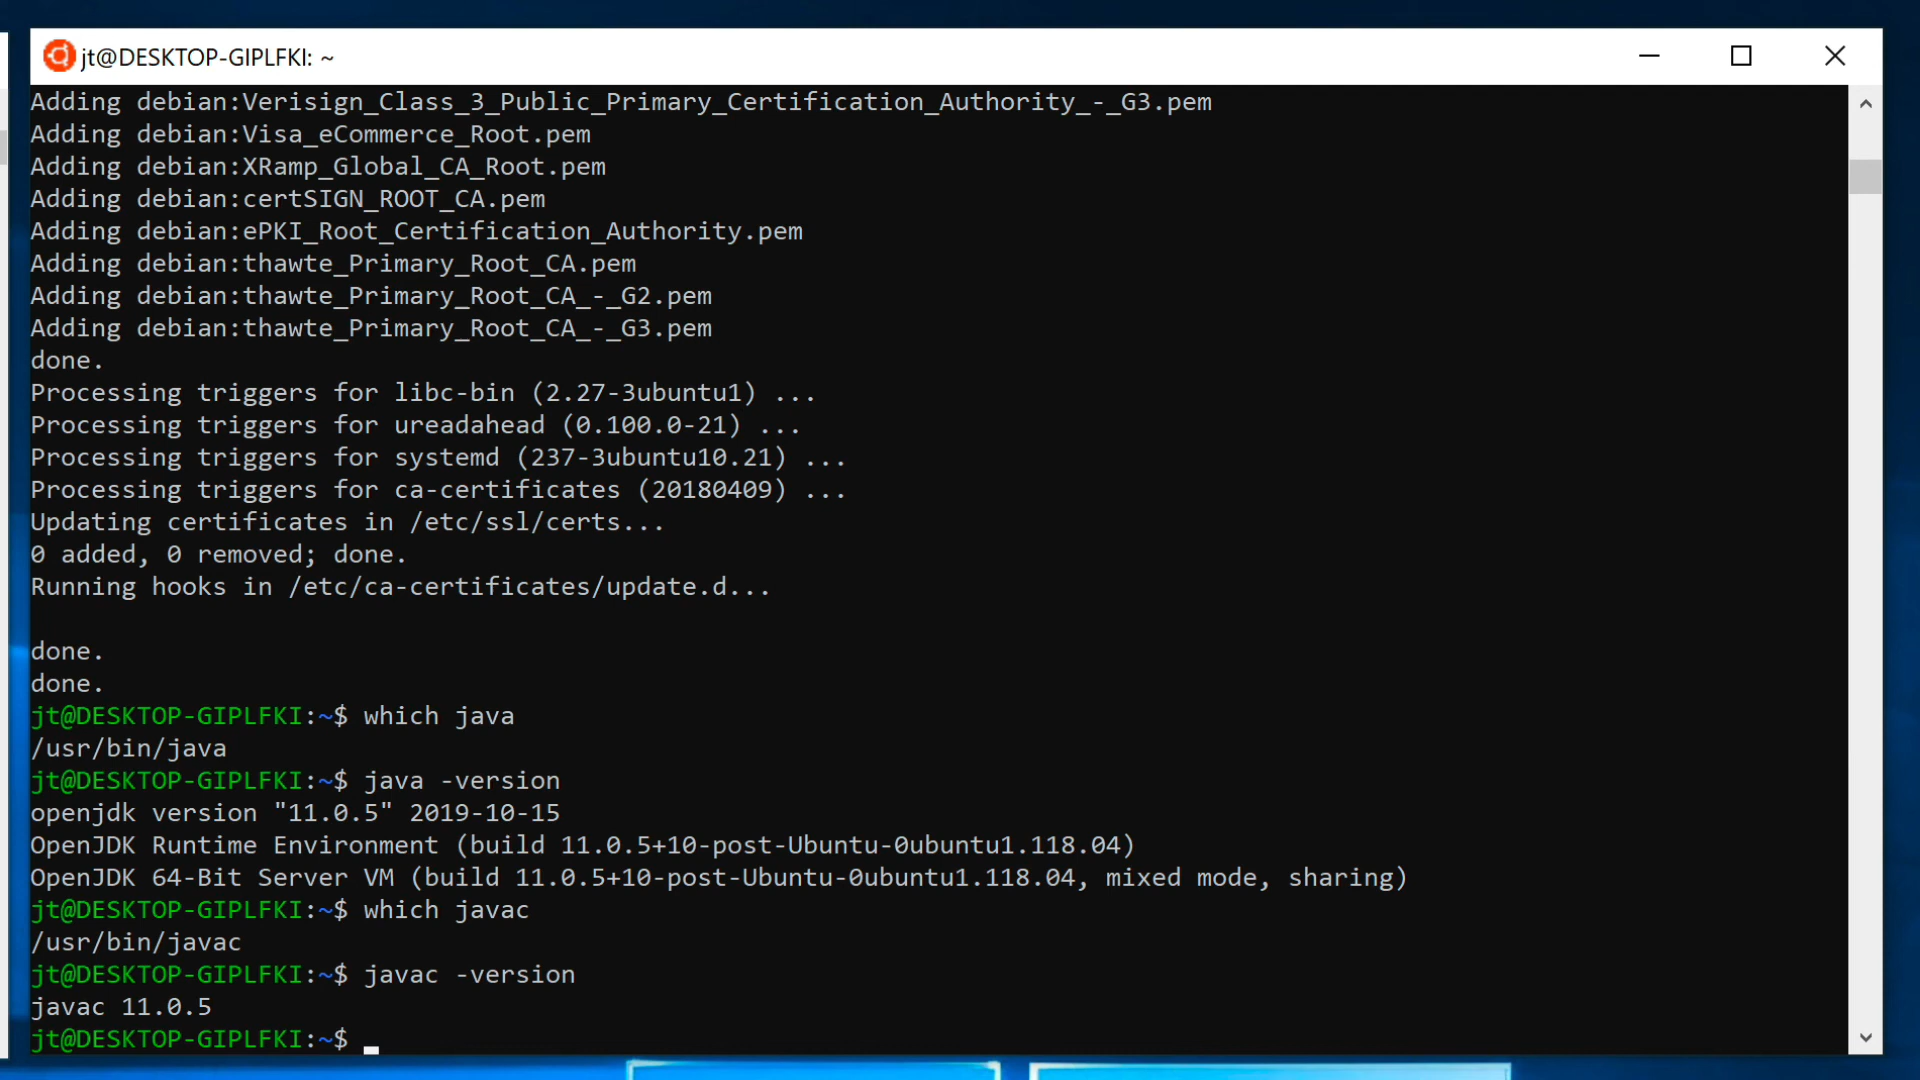 jt@DESKTOP-GIPLFKI: ~
Adding debian:Verisign_Class_3_Public_Primary_Certification_Authority_-_G3.pem
Adding debian:Visa_eCommerce_Root.pem
Adding debian:XRamp_Global_CA_Root.pem
Adding debian:certSIGN_ROOT_CA.pem
Adding debian:ePKI_Root_Certification_Authority.pem
Adding debian:thawte_Primary_Root_CA.pem
Adding debian:thawte_Primary_Root_CA_-_G2.pem
Adding debian:thawte_Primary_Root_CA_-_G3.pem
done.
Processing triggers for libc-bin (2.27-3ubuntu1) ...
Processing triggers for ureadahead (0.100.0-21) ...
Processing triggers for systemd (237-3ubuntu10.21) ...
Processing triggers for ca-certificates (20180409) ...
Updating certificates in /etc/ssl/certs...
0 added, 0 removed; done.
Running hooks in /etc/ca-certificates/update.d...
done.
done.
jt@DESKTOP-GIPLFKI:~$ which java
/usr/bin/java
jt@DESKTOP-GIPLFKI:~$ java -version
openjdk version "11.0.5" 2019-10-15
OpenJDK Runtime Environment (build 11.0.5+10-post-Ubuntu-0ubuntu1.118.04)
OpenJDK 64-Bit Server VM (build 11.0.5+10-post-Ubuntu-0ubuntu1.118.04, mixed mode, sharing)
jt@DESKTOP-GIPLFKI:~$ which javac
/usr/bin/javac
jt@DESKTOP-GIPLFKI:~$ javac -version
javac 11.0.5
jt@DESKTOP-GIPLFKI:~$